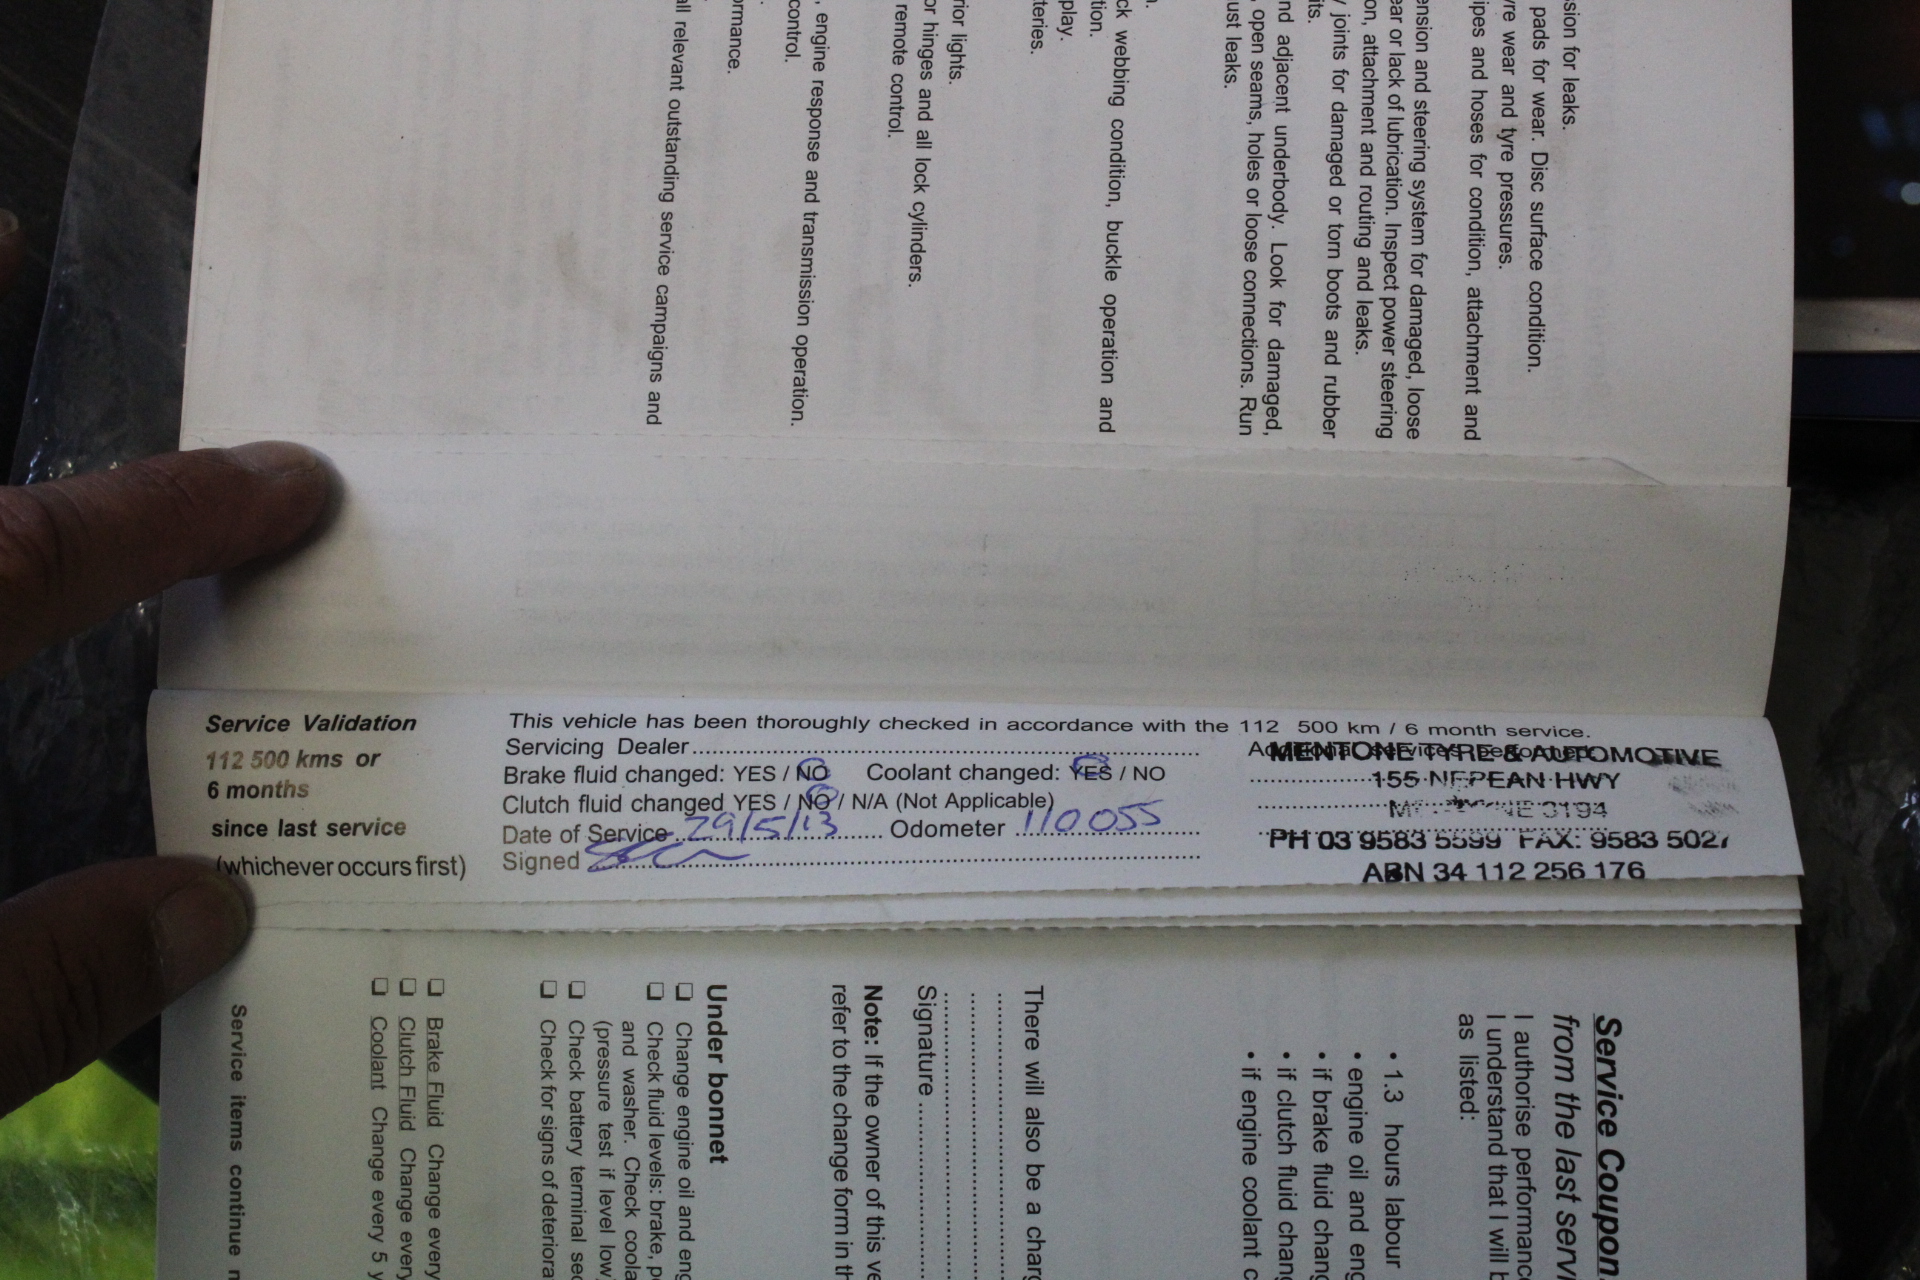 sion for leaks.
pads for wear. Disc surface condition.
yre wear and tyre pressures.
ipes and hoses for condition, attachment and
ension and steering system for damaged, loose
ear or lack of lubrication. Inspect power steering
on, attachment and routing and leaks.
y joints for damaged or torn boots and rubber
its.
nd adjacent underbody. Look for damaged,
, open seams, holes or loose connections. Run
ust leaks.
n.
ck webbing condition, buckle operation and
tion.
play.
teries.
rior lights.
or hinges and all lock cylinders.
remote control.
, engine response and transmission operation.
control.
ormance.
all relevant outstanding service campaigns and
Service Validation
112 500 kms or
6 months
since last service
(whichever occurs first)
This vehicle has been thoroughly checked in accordance with the 112 500 km / 6 month service.
Servicing Dealer
Brake fluid changed: YES / NO Coolant changed: YES / NO
Clutch fluid changed YES / NO / N/A (Not Applicable)
Date of Service 29/5/13 Odometer 110055
Signed
Additional services performed:
MENTONE TYRE & AUTOMOTIVE
155 NEPEAN HWY
MENTONE 3194
PH 03 9583 5599 FAX: 9583 5027
ABN 34 112 256 176
Service Coupon
from the last servi
I authorise performance
I understand that I will b
as listed:
• 1.3 hours labour
• engine oil and eng
• if brake fluid chang
• if clutch fluid chang
• if engine coolant c
There will also be a charg
Signature
Note: If the owner of this ve
refer to the change form in th
Under bonnet
❑ Change engine oil and eng
❑ Check fluid levels: brake, po
and washer. Check coola
(pressure test if level low
❑ Check battery terminal sec
❑ Check for signs of deteriora
❑ Brake Fluid Change every
❑ Clutch Fluid Change every
❑ Coolant Change every 5 y
Service items continue n